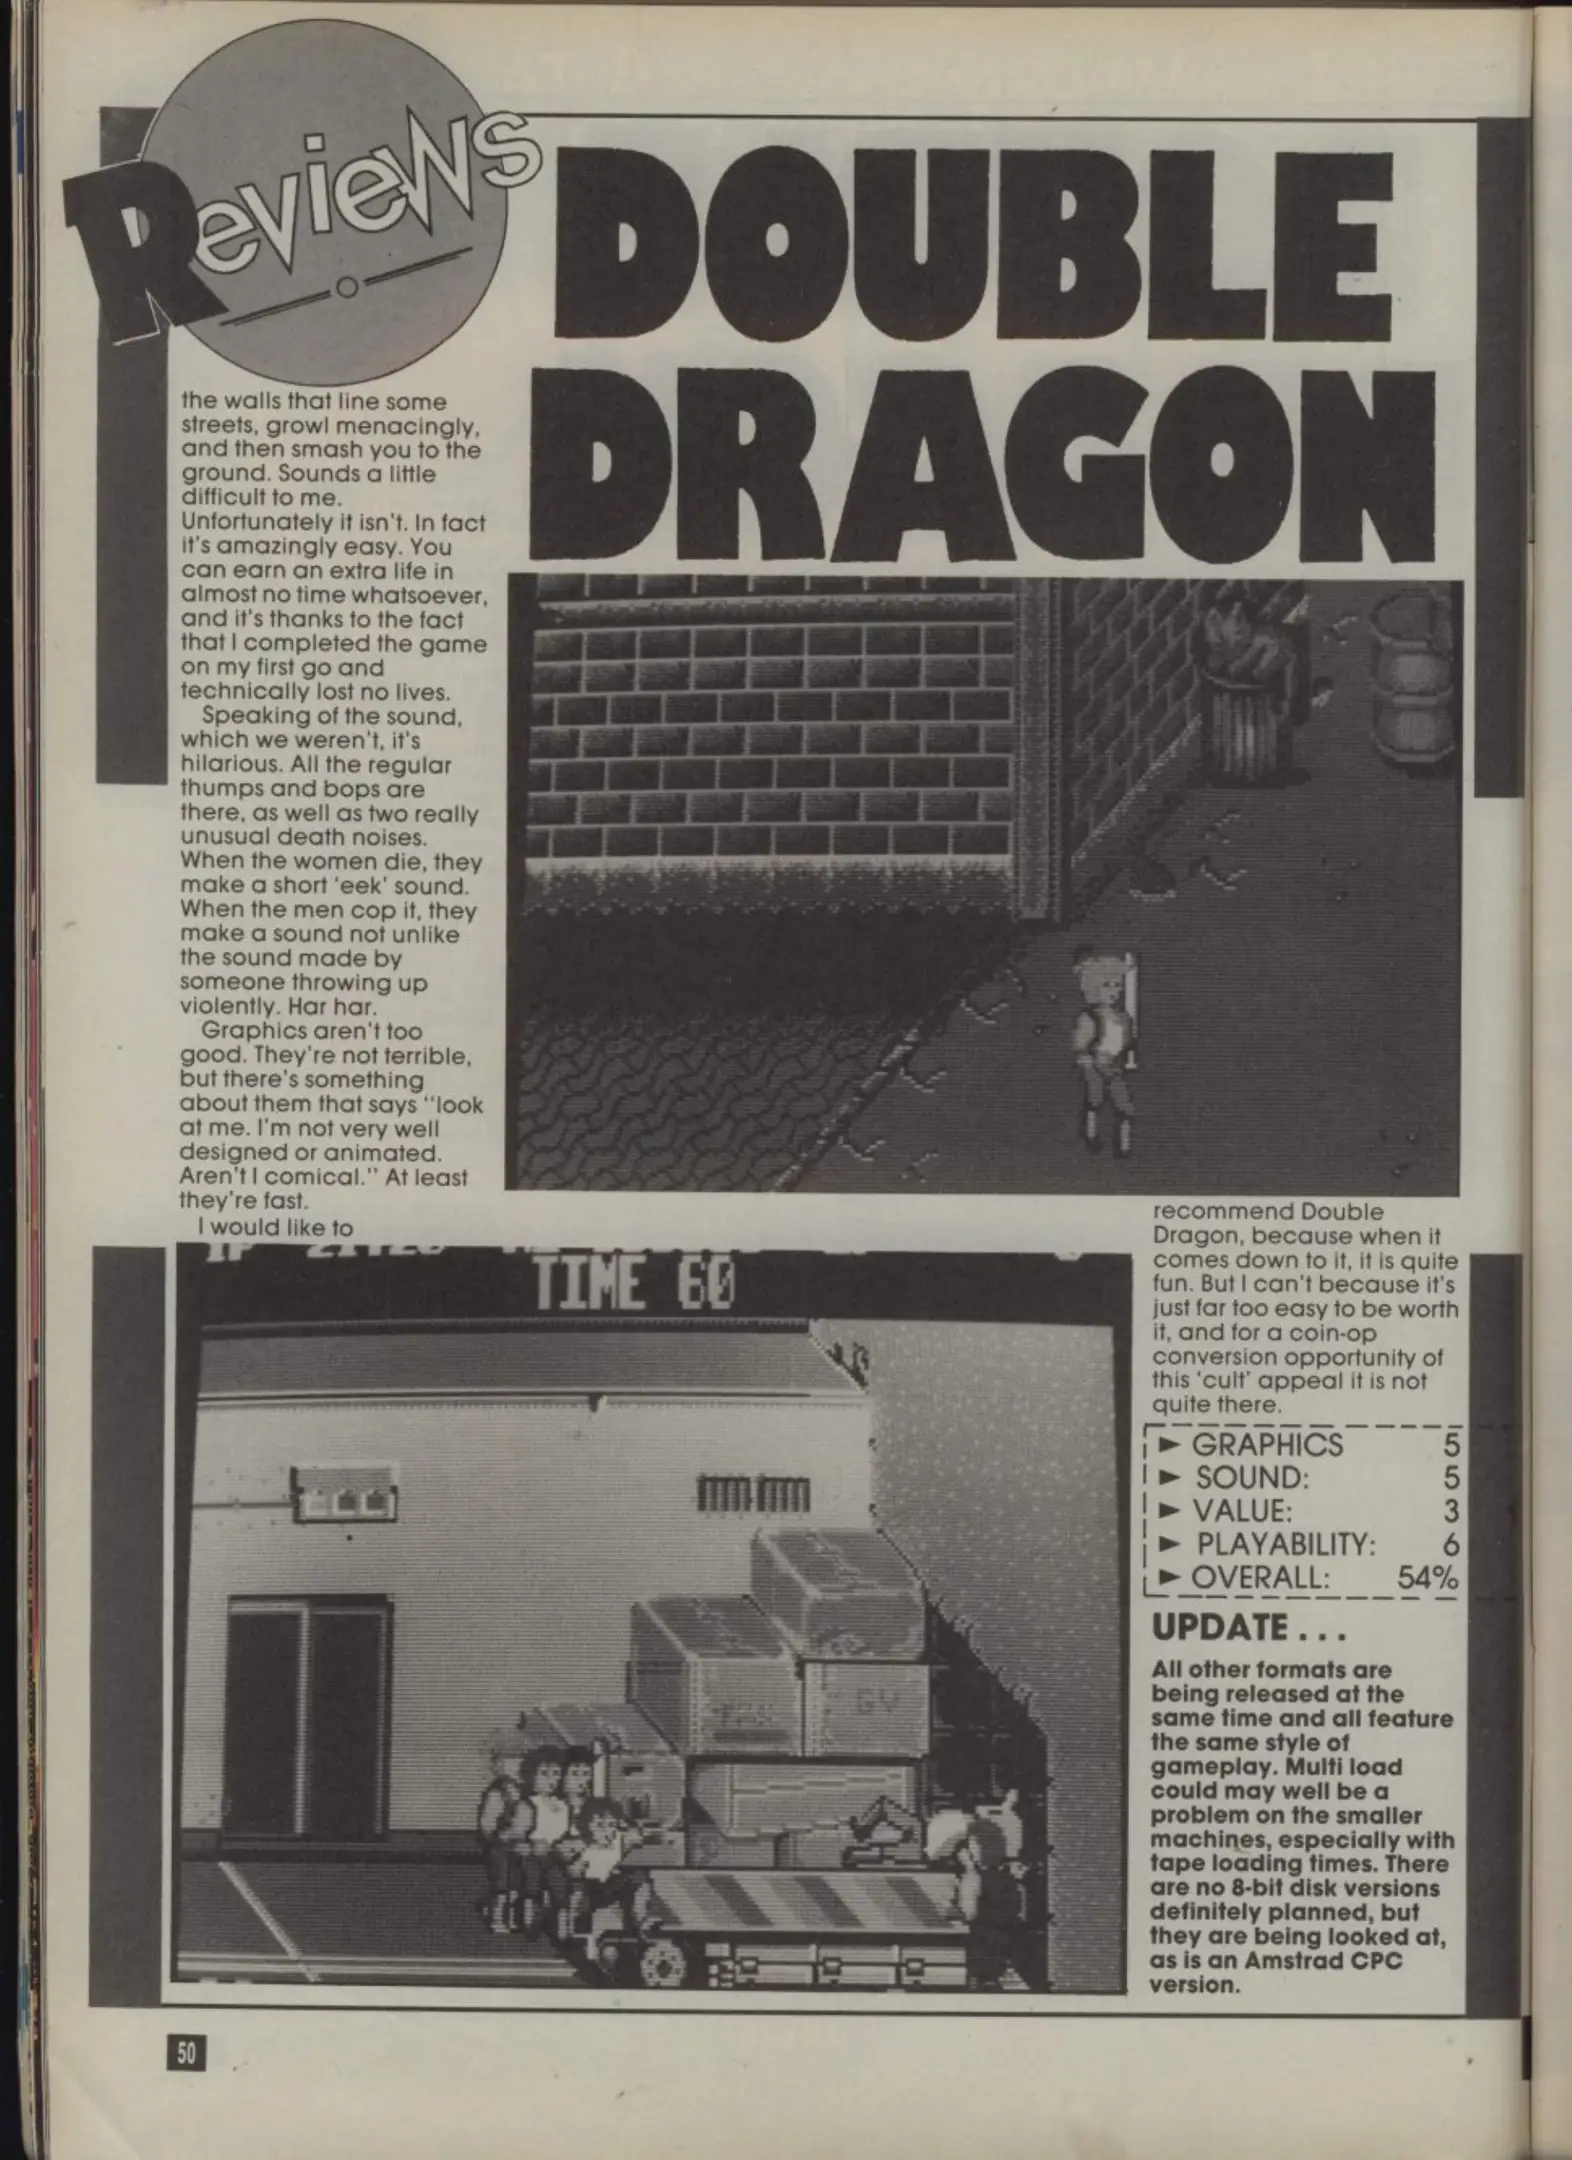 Reviews
DOUBLE
DRAGON
the walls that line some
streets, growl menacingly,
and then smash you to the
ground. Sounds a little
difficult to me.
Unfortunately it isn't. In fact
it's amazingly easy. You
can earn an extra life in
almost no time whatsoever,
and it's thanks to the fact
that I completed the game
on my first go and
technically lost no lives.
Speaking of the sound,
which we weren't, it's
hilarious. All the regular
thumps and bops are
there, as well as two really
unusual death noises.
When the women die, they
make a short 'eek' sound.
When the men cop it, they
make a sound not unlike
the sound made by
someone throwing up
violently. Har har.
Graphics aren't too
good. They're not terrible,
but there's something
about them that says "look
at me. I'm not very well
designed or animated.
Aren't I comical." At least
they're fast.
I would like to
TIME 60
GV
recommend Double
Dragon, because when it
comes down to it, it is quite
fun. But I can't because it's
just far too easy to be worth
it, and for a coin-op
conversion opportunity of
this 'cult' appeal it is not
quite there.
► GRAPHICS 5
► SOUND: 5
► VALUE: 3
► PLAYABILITY: 6
► OVERALL: 54%
UPDATE . . .
All other formats are
being released at the
same time and all feature
the same style of
gameplay. Multi load
could may well be a
problem on the smaller
machines, especially with
tape loading times. There
are no 8-bit disk versions
definitely planned, but
they are being looked at,
as is an Amstrad CPC
version.
50